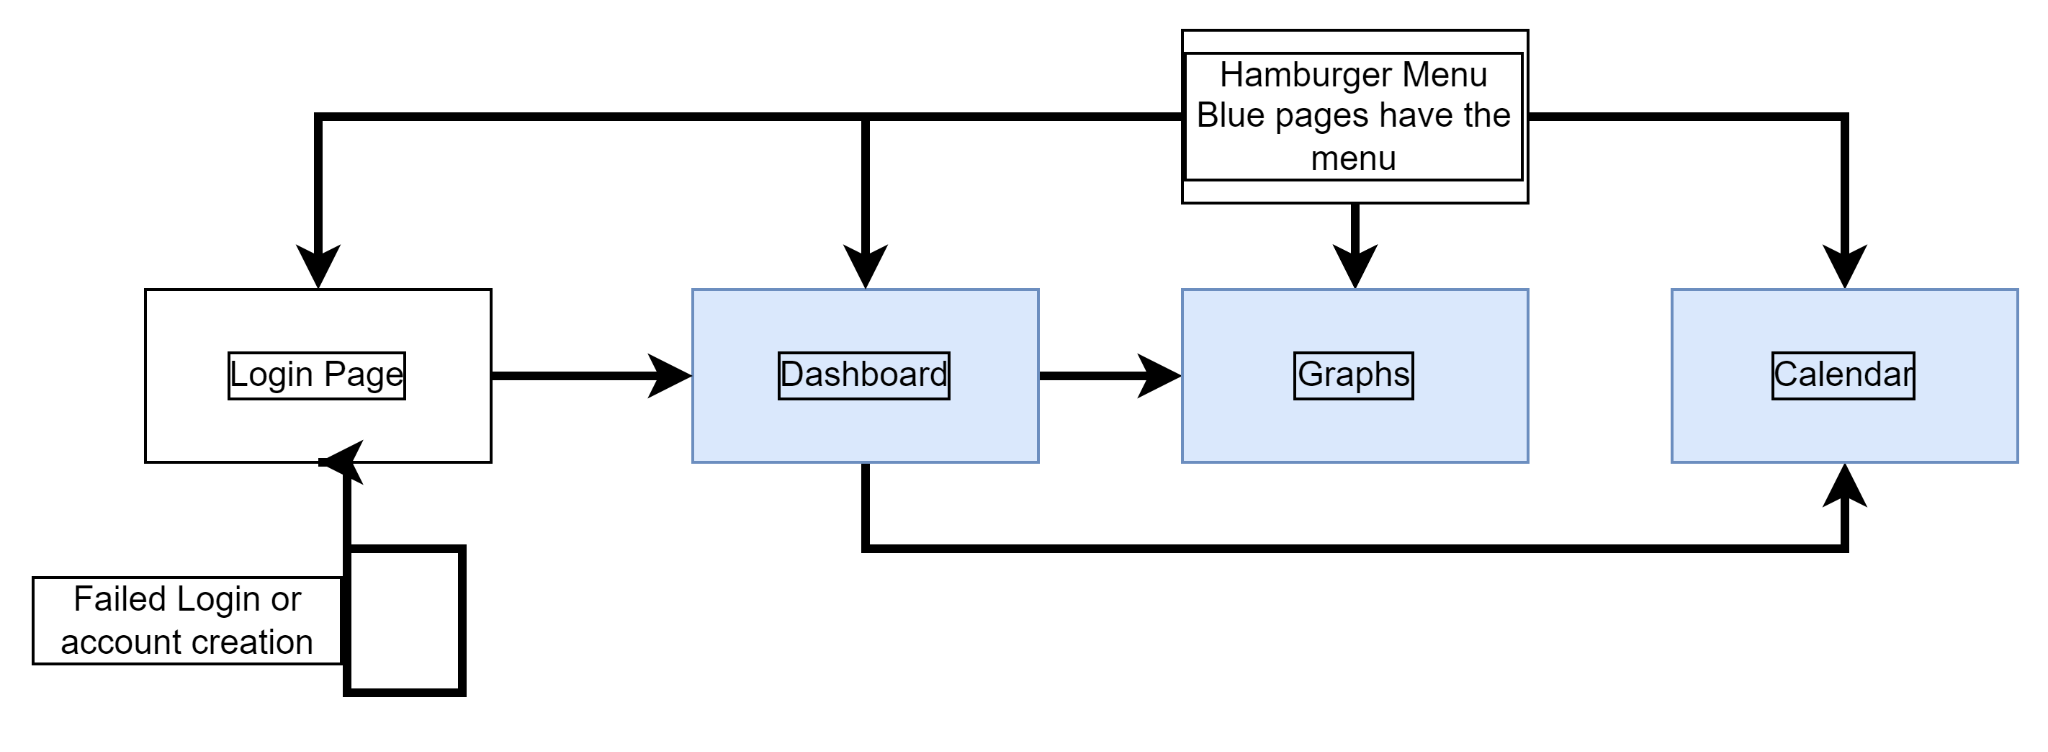 Hamburger Menu
Blue pages have the
menu
Login Page
Dashboard
Graphs
Calendar
Failed Login or
account creation